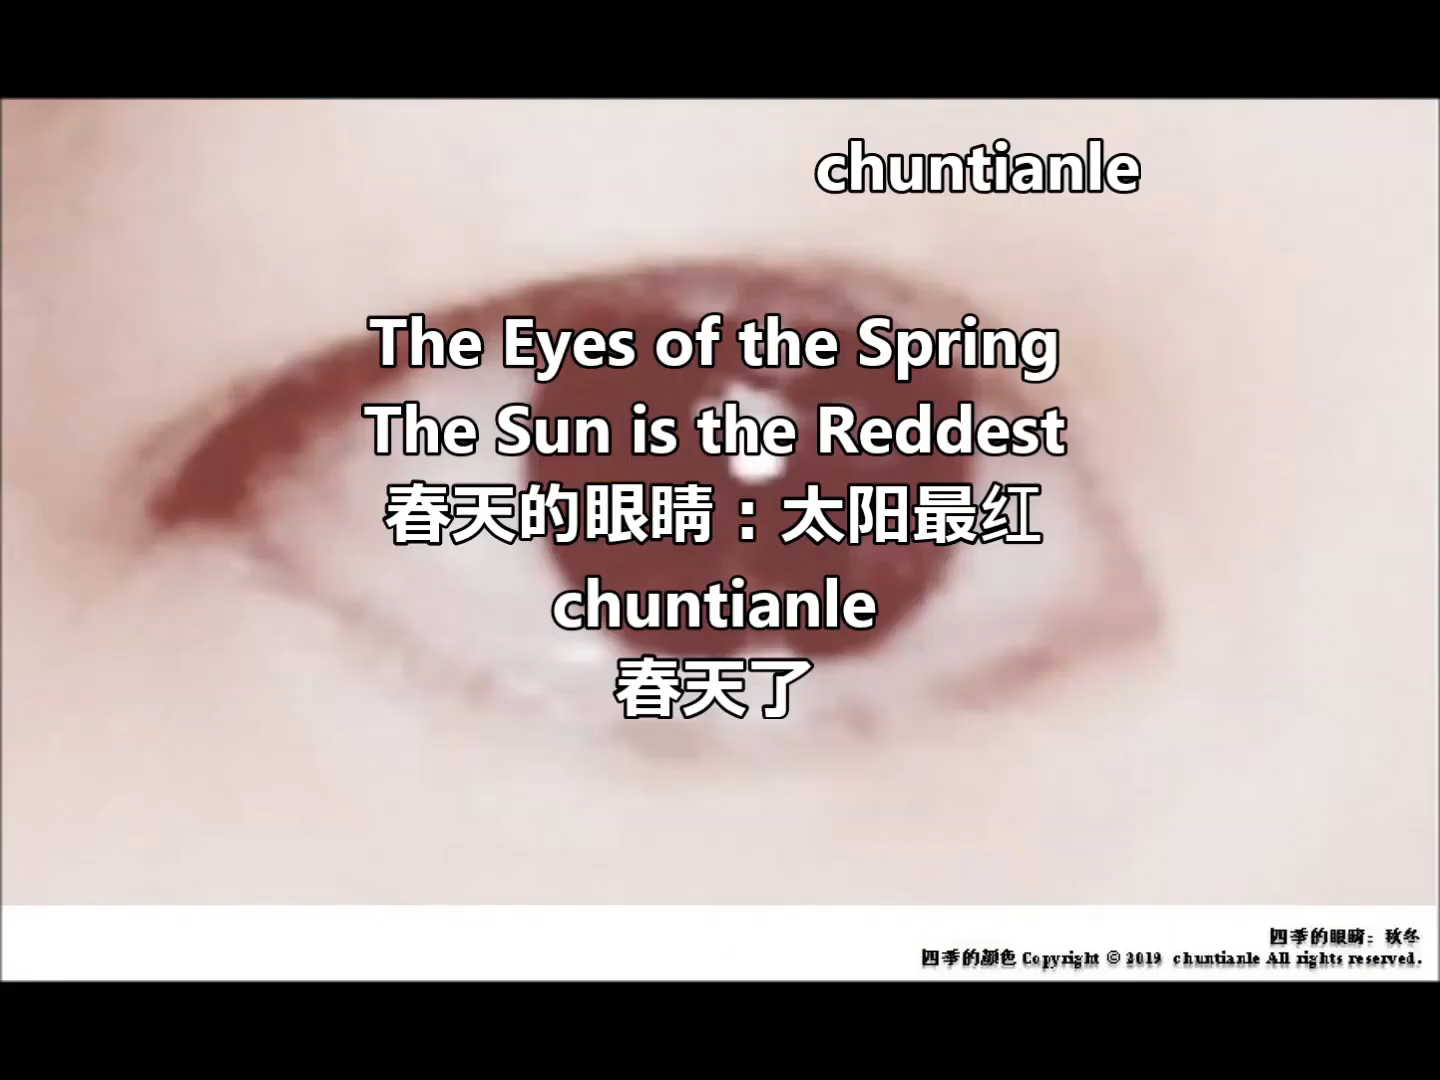 chuntianle
The Eyes of the Spring
The Sun is the Reddest
春天的眼睛：太阳最红
chuntianle
春天了
四季的眼睛：秋冬
四季的颜色 Copyright © 2019 chuntianle All rights reserved.